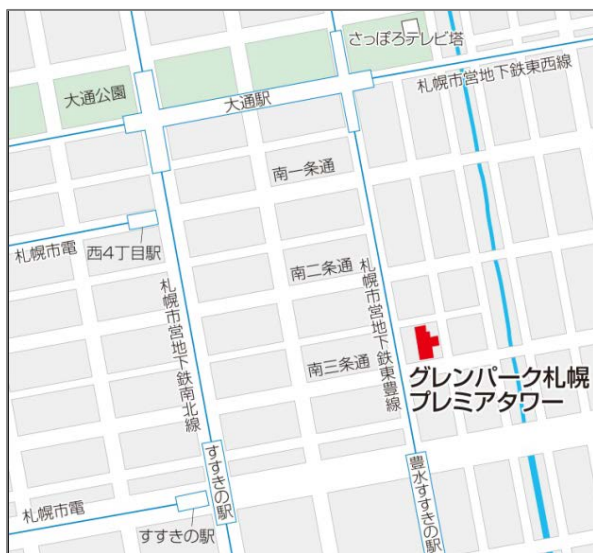 さっぽろテレビ塔
札幌市営地下鉄東西線
大通公園
大通駅
南一条通
札幌市電
西4丁目駅
南二条通
札幌市営地下鉄南北線
札幌市営地下鉄東豊線
南三条通
グレンパーク札幌
プレミアタワー
すすきの駅
豊水すすきの駅
札幌市電
すすきの駅